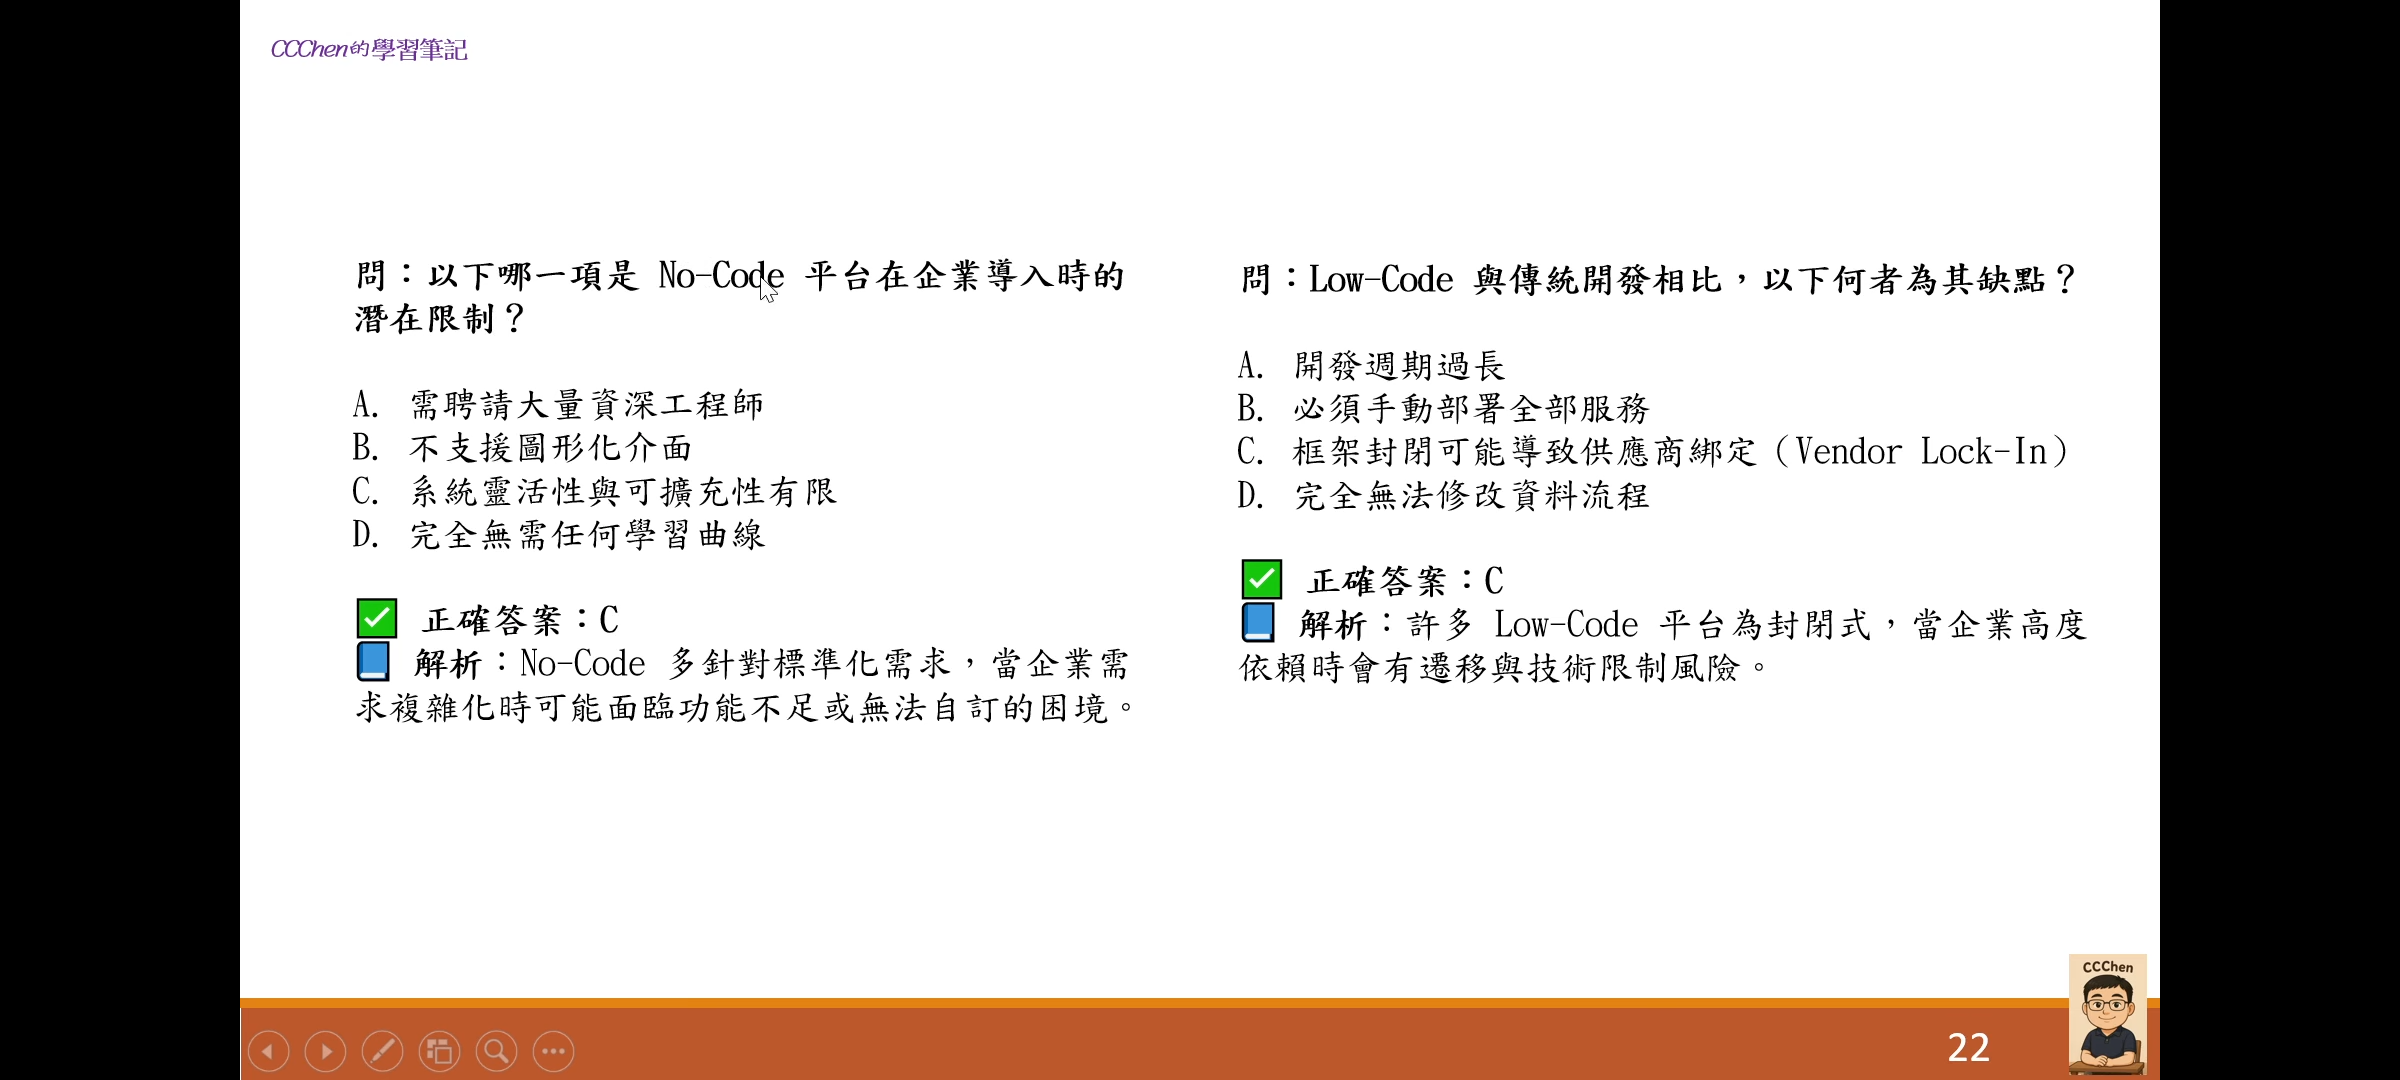 CCChen的學習筆記
問：以下哪一項是 No-Code 平台在企業導入時的
潛在限制？
A. 需聘請大量資深工程師
B. 不支援圖形化介面
C. 系統靈活性與可擴充性有限
D. 完全無需任何學習曲線
✅ 正確答案：C
📘 解析：No-Code 多針對標準化需求，當企業需
求複雜化時可能面臨功能不足或無法自訂的困境。
問：Low-Code 與傳統開發相比，以下何者為其缺點？
A. 開發週期過長
B. 必須手動部署全部服務
C. 框架封閉可能導致供應商綁定（Vendor Lock-In）
D. 完全無法修改資料流程
✅ 正確答案：C
📘 解析：許多 Low-Code 平台為封閉式，當企業高度
依賴時會有遷移與技術限制風險。
CCChen
22